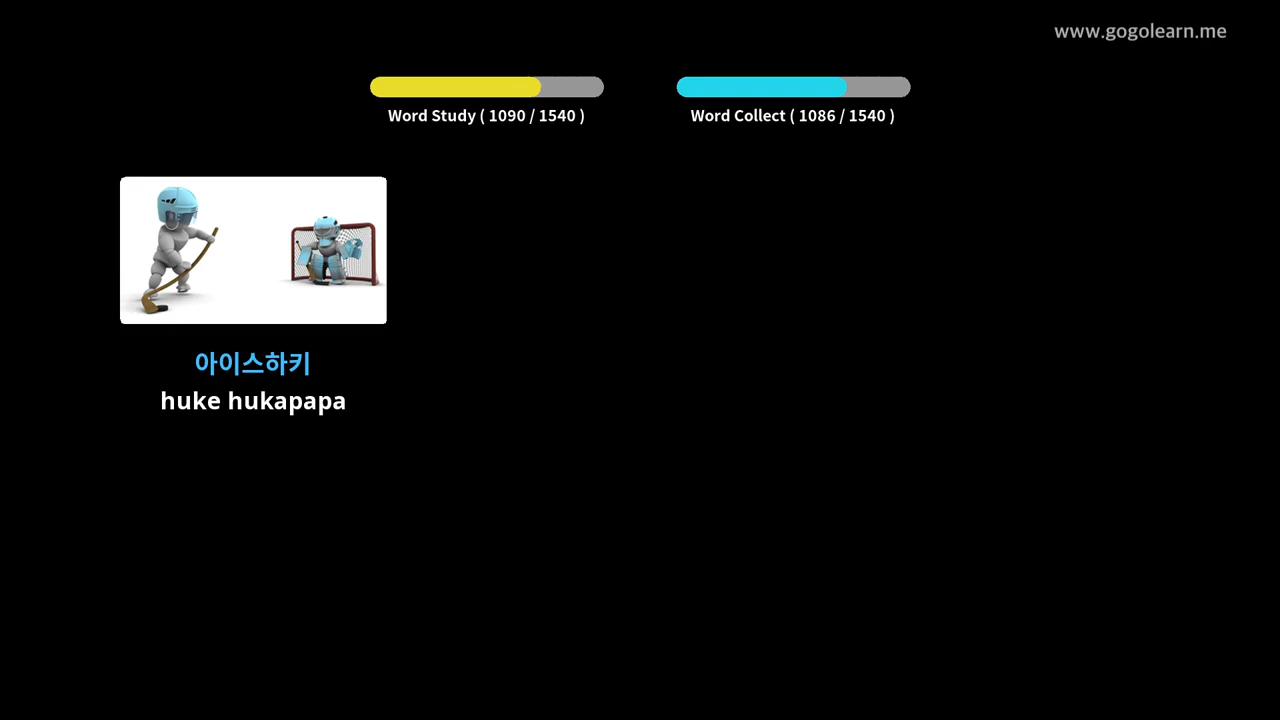 www.gogolearn.me
Word Study ( 1090 / 1540 )
Word Collect ( 1086 / 1540 )
아이스하키
huke hukapapa